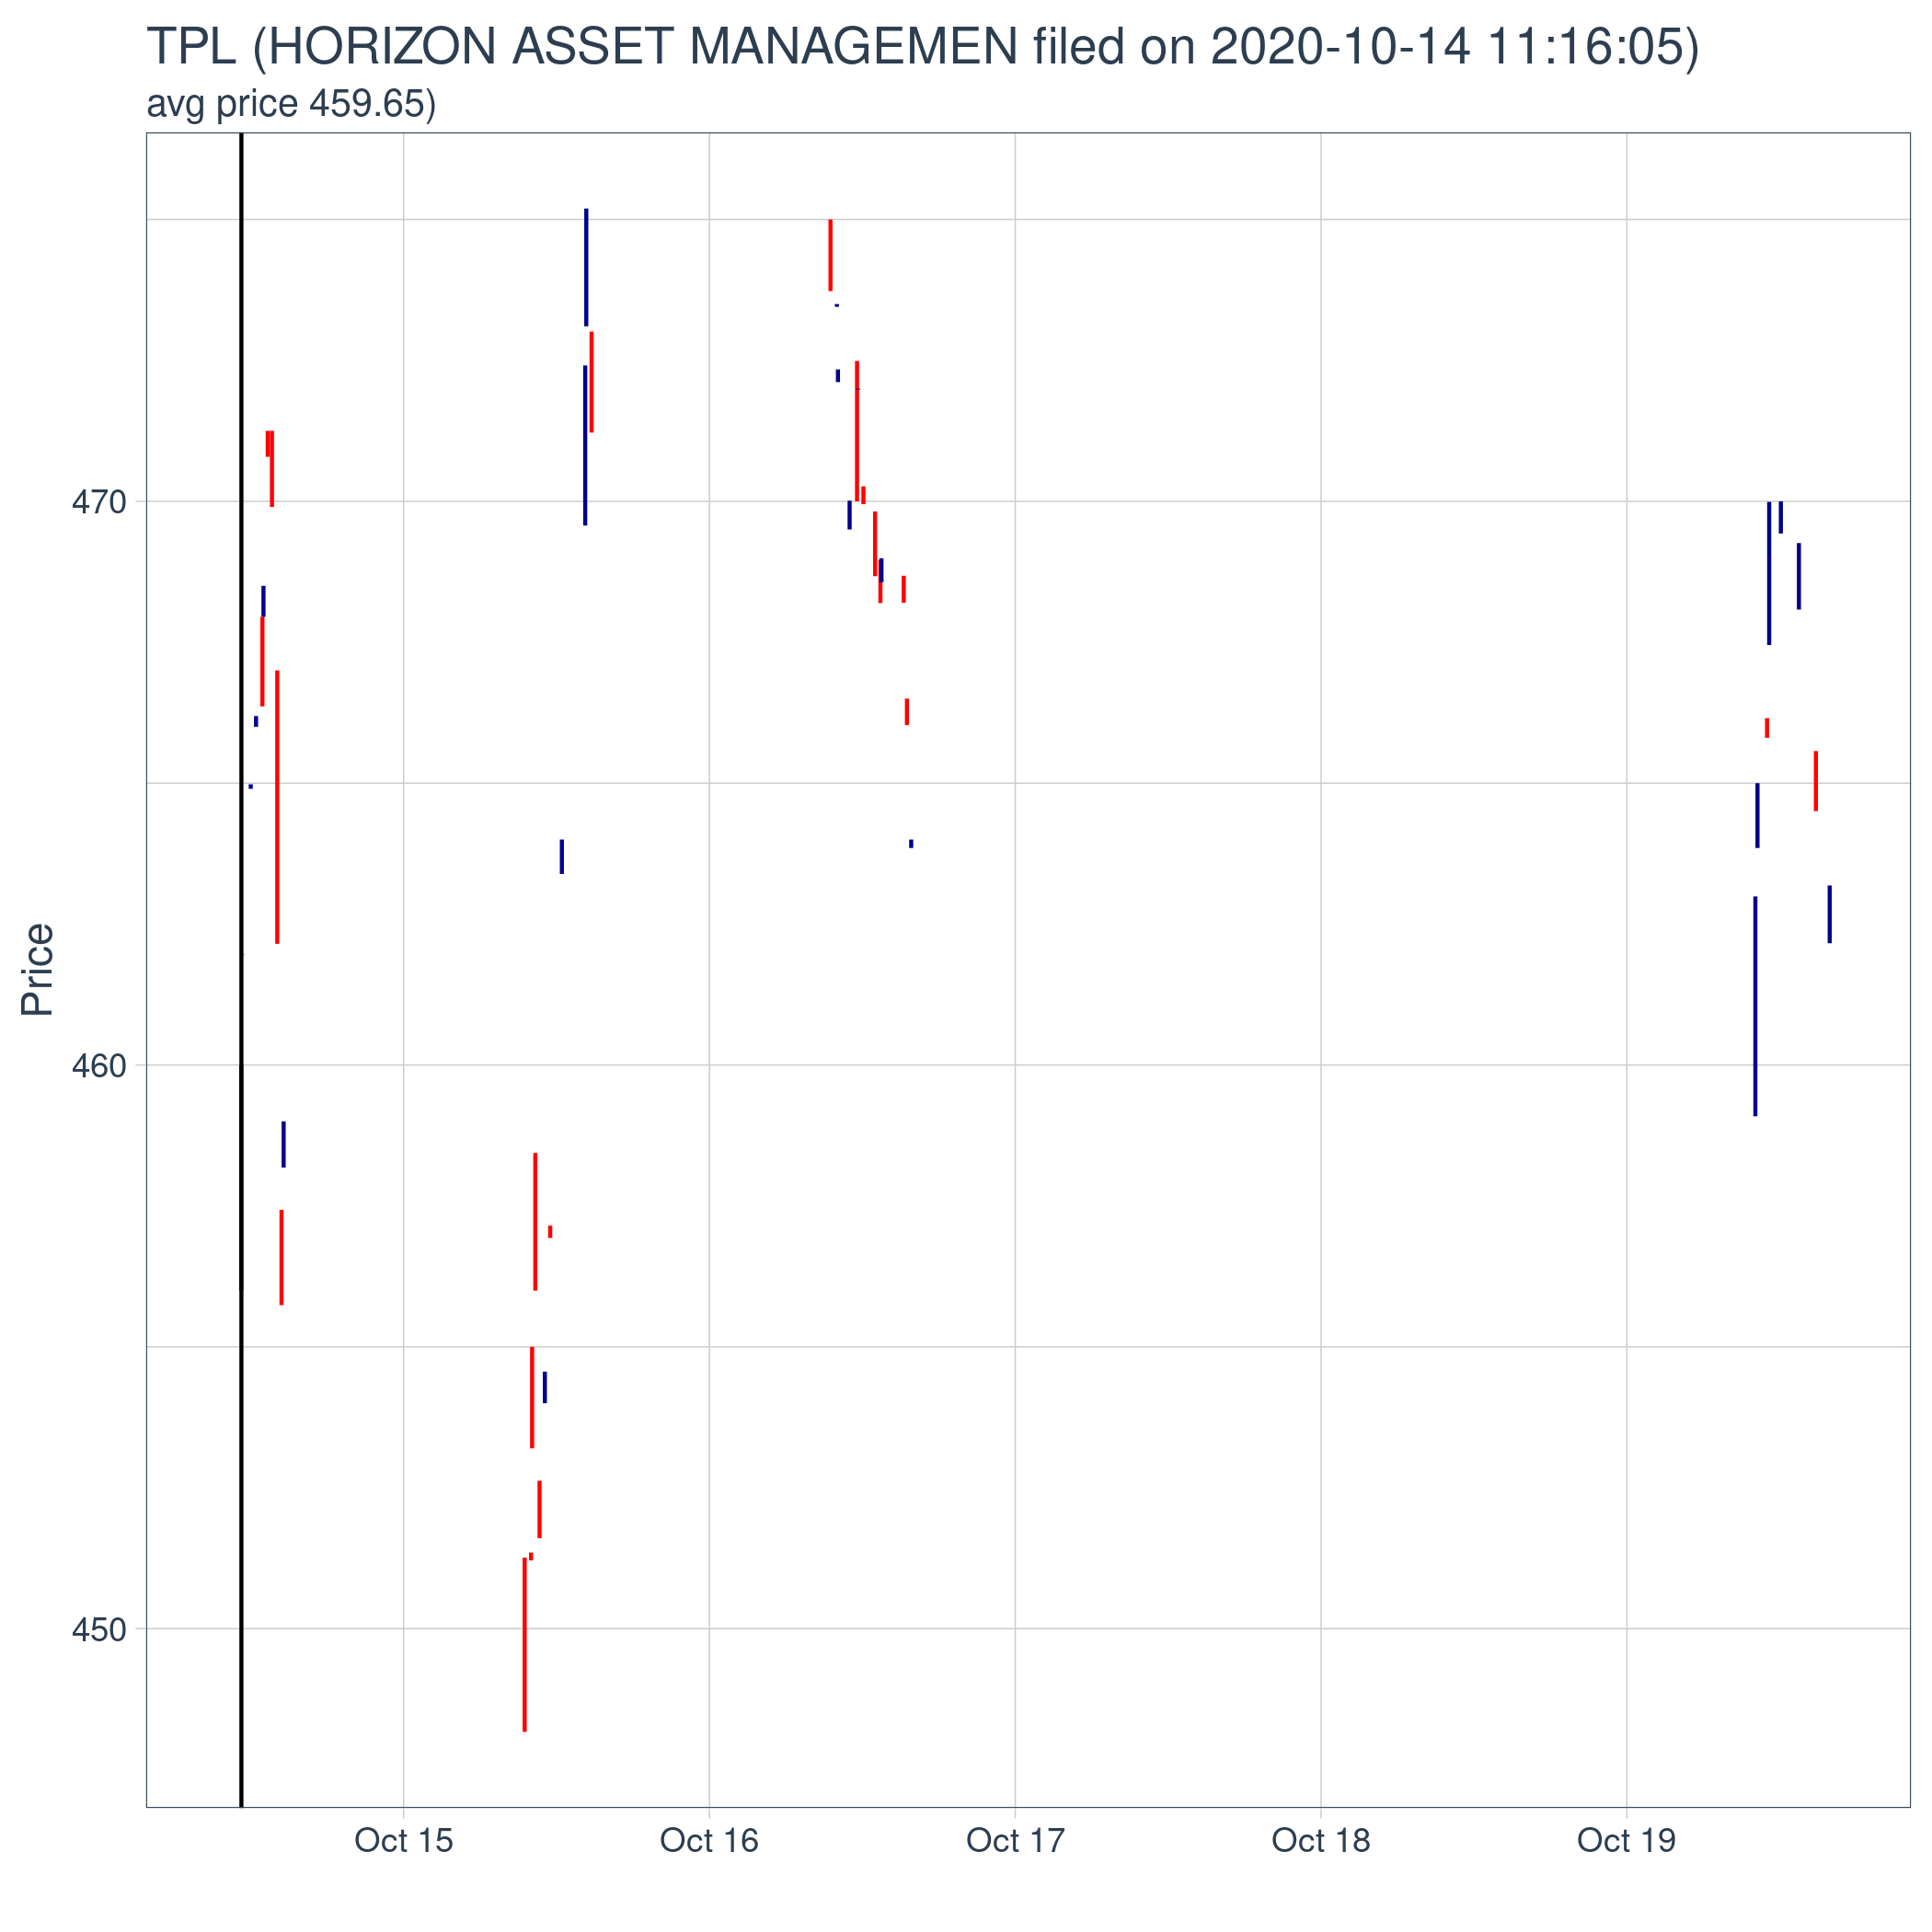 TPL (HORIZON ASSET MANAGEMEN filed on 2020-10-14 11:16:05)
avg price 459.65)
470
460
450
Price
Oct 15
Oct 16
Oct 17
Oct 18
Oct 19